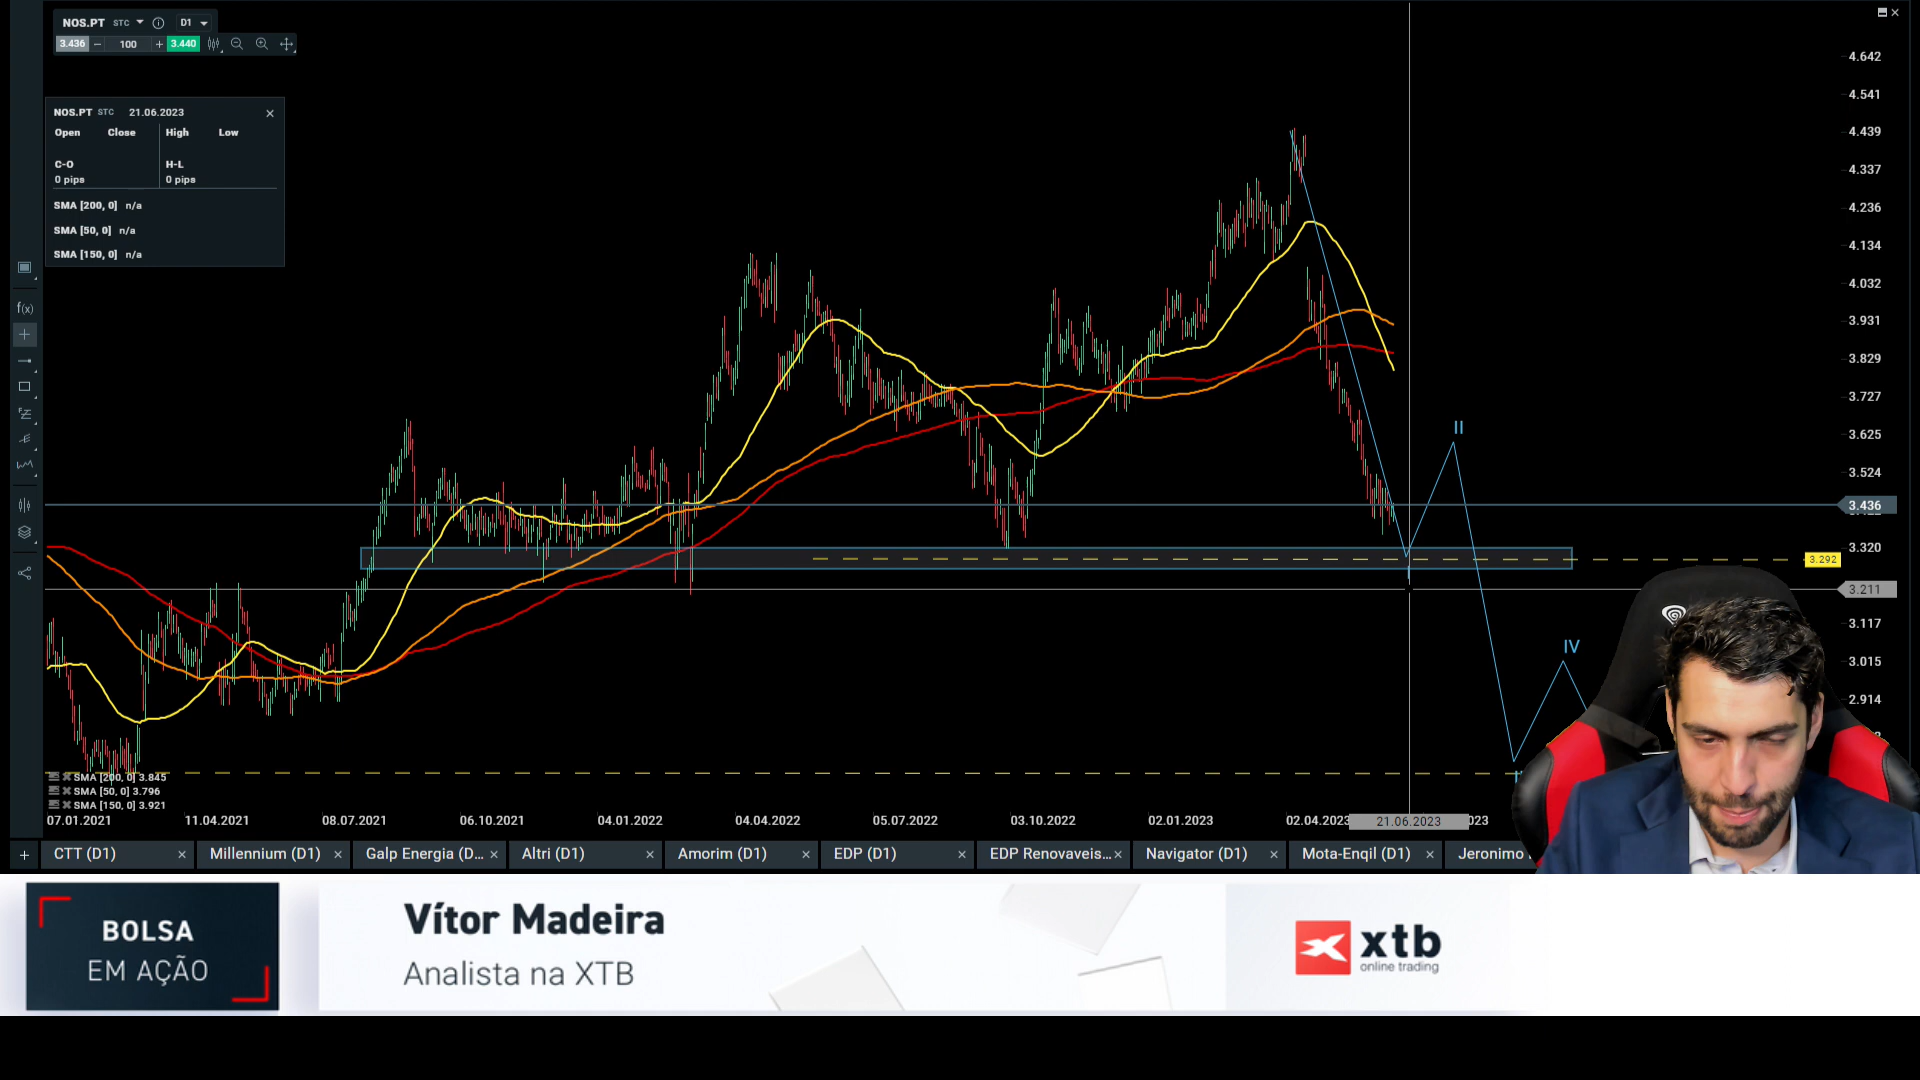 NOS.PT STC D1
3.436 100 3.440
NOS.PT STC 21.06.2023
Open Close High Low
C-O H-L
0 pips 0 pips
SMA [200, 0] n/a
SMA [50, 0] n/a
SMA [150, 0] n/a
f(x)
4.642
4.541
4.439
4.337
4.236
4.134
4.032
3.931
3.829
3.727
3.625
3.524
3.436
3.320
3.292
3.211
3.117
3.015
2.914
I
II
IV
SMA [200, 0] 3.845
SMA [50, 0] 3.796
SMA [150, 0] 3.921
07.01.2021 11.04.2021 08.07.2021 06.10.2021 04.01.2022 04.04.2022 05.07.2022 03.10.2022 02.01.2023 02.04.2023 21.06.2023
CTT (D1) Millennium (D1) Galp Energia (D... Altri (D1) Amorim (D1) EDP (D1) EDP Renovaveis... Navigator (D1) Mota-Engil (D1) Jeronimo
BOLSA
EM AÇÃO
Vítor Madeira
Analista na XTB
xtb
online trading